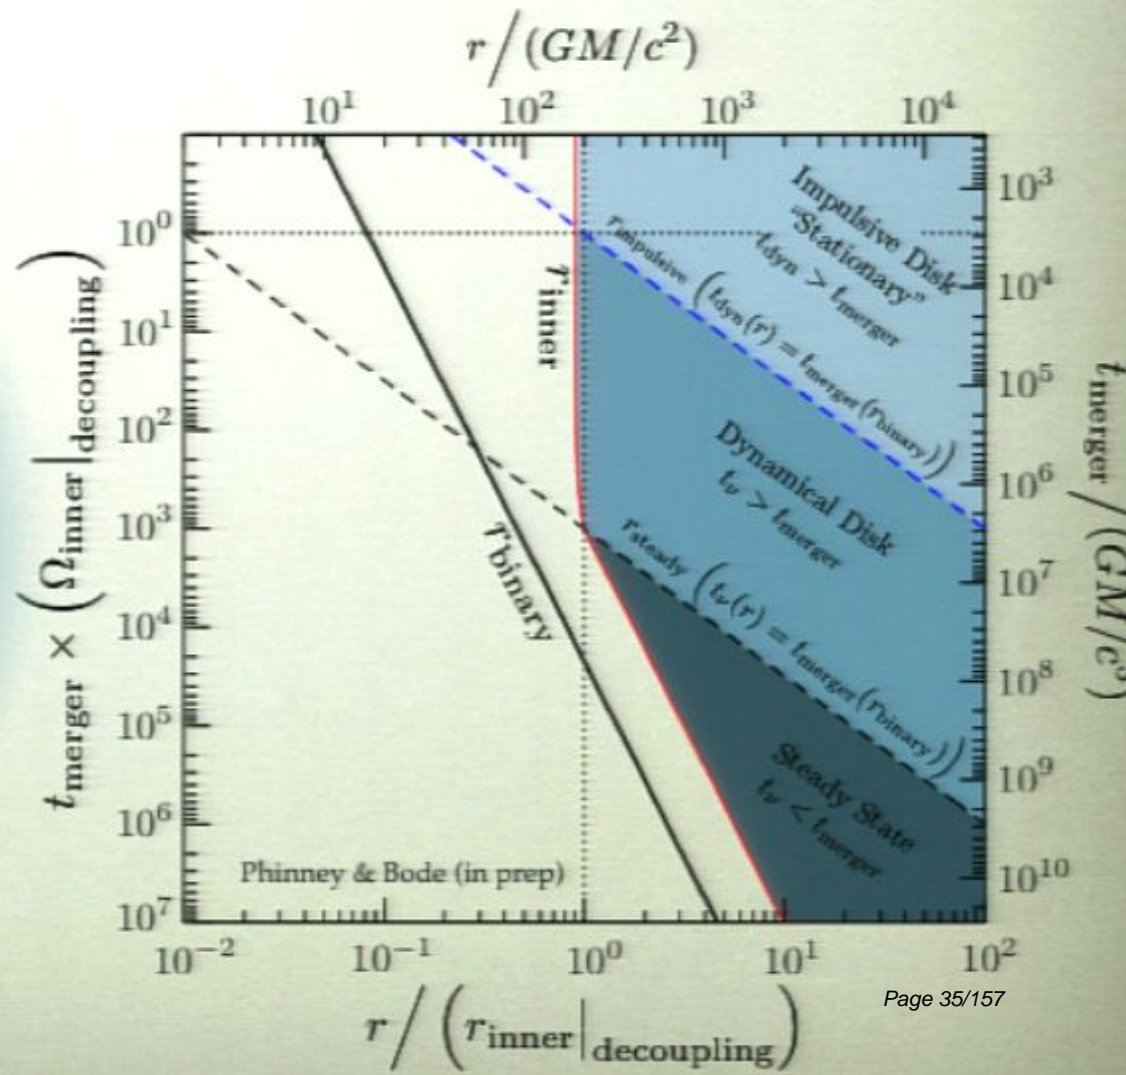 r/(GM/c²)
10¹ 10² 10³ 10⁴
t_merger × (Ω_inner|_decoupling)
10⁰
10¹
10²
10³
10⁴
10⁵
10⁶
10⁷
Impulsive Disk
"Stationary"
t_dyn > t_merger
r_impulsive (t_dyn(r) = t_merger(r_binary))
r_inner
Dynamical Disk
t_ν > t_merger
r_steady (t_ν(r) = t_merger(r_binary))
r_binary
Steady State
t_ν < t_merger
Phinney & Bode (in prep)
10³
10⁴
10⁵
10⁶
10⁷
10⁸
10⁹
10¹⁰
t_merger/(GM/c³)
10⁻² 10⁻¹ 10⁰ 10¹ 10²
Page 35/157
r/(r_inner|_decoupling)